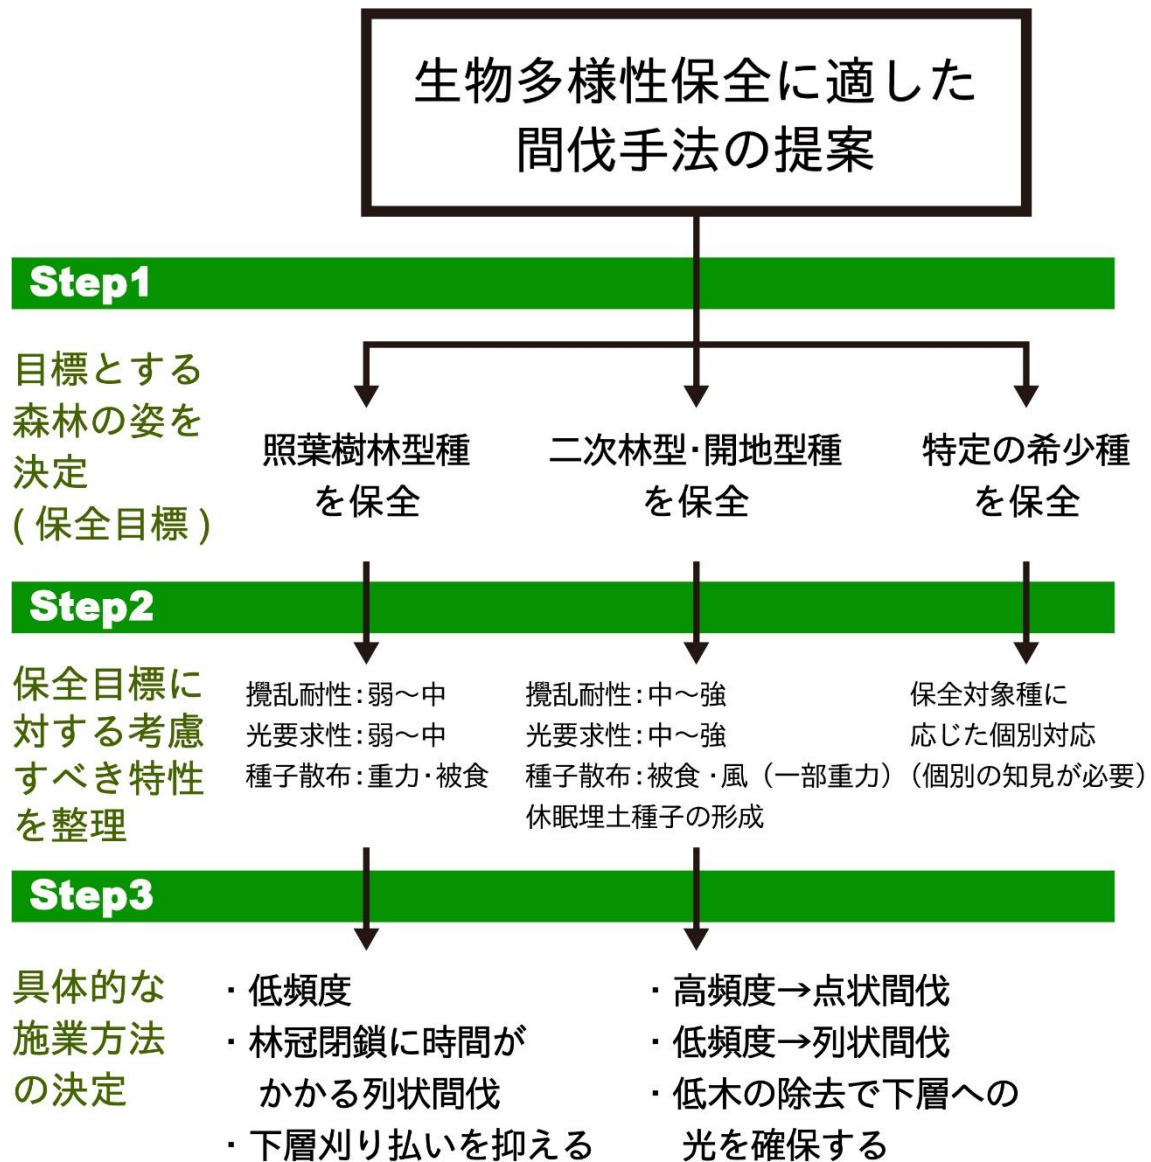 生物多様性保全に適した
間伐手法の提案
Step1
目標とする
森林の姿を
決定
(保全目標)
照葉樹林型種
を保全
二次林型・開地型種
を保全
特定の希少種
を保全
Step2
保全目標に
対する考慮
すべき特性
を整理
攪乱耐性：弱～中
光要求性：弱～中
種子散布：重力・被食
攪乱耐性：中～強
光要求性：中～強
種子散布：被食・風（一部重力）
休眠埋土種子の形成
保全対象種に
応じた個別対応
（個別の知見が必要）
Step3
具体的な
施業方法
の決定
・低頻度
・林冠閉鎖に時間が
かかる列状間伐
・下層刈り払いを抑える
・高頻度→点状間伐
・低頻度→列状間伐
・低木の除去で下層への
光を確保する